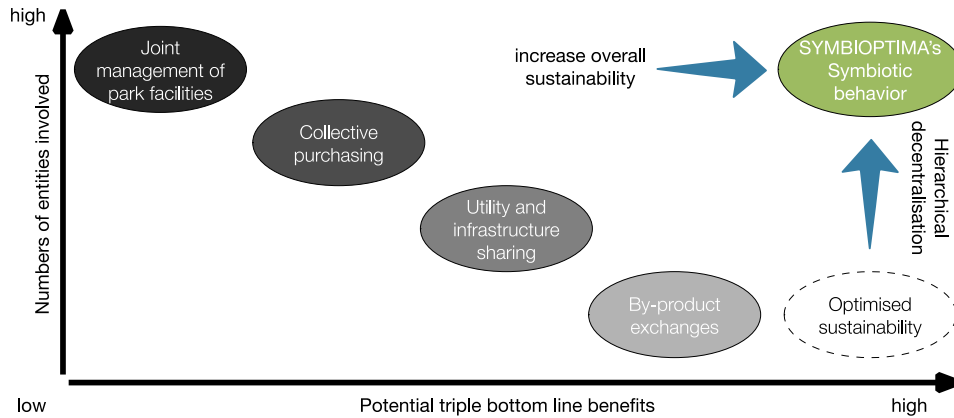 high
Numbers of entities involved
low
Joint
management of
park facilities
Collective
purchasing
Utility and
infrastructure
sharing
By-product
exchanges
increase overall
sustainability
SYMBIOPTIMA's
Symbiotic
behavior
Hierarchical
decentralisation
Optimised
sustainability
Potential triple bottom line benefits
high